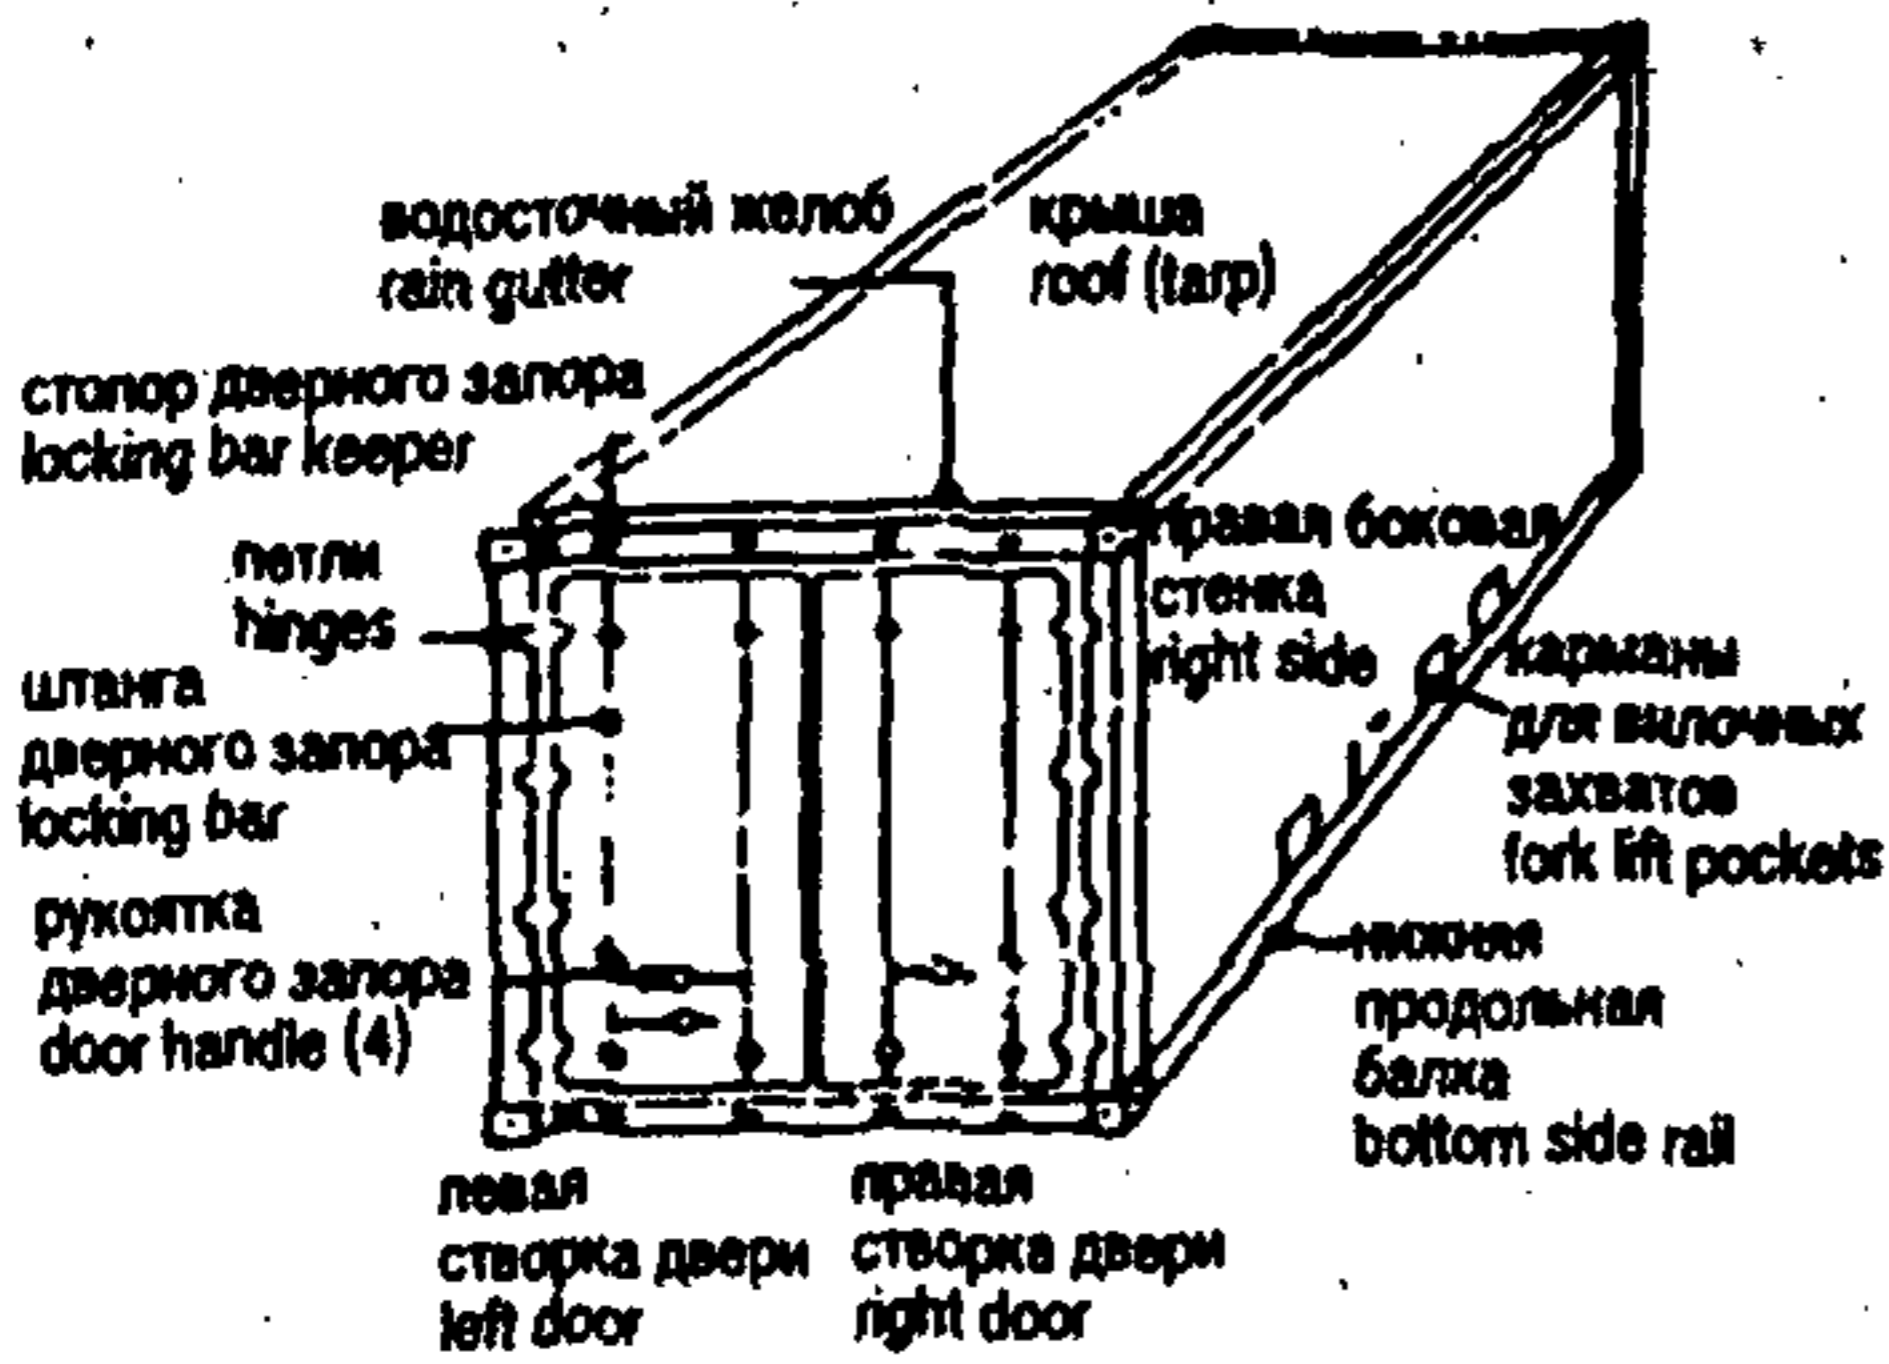 водосточный желоб
rain gutter
крыша
roof (tarp)
стопор дверного запора
locking bar keeper
петли
hinges
штанга
дверного запора
locking bar
рукоятка
дверного запора
door handle (4)
правая боковая
стенка
right side
карманы
для вилочных
захватов
fork lift pockets
нижняя
продольная
балка
bottom side rail
левая
створка двери
left door
правая
створка двери
right door